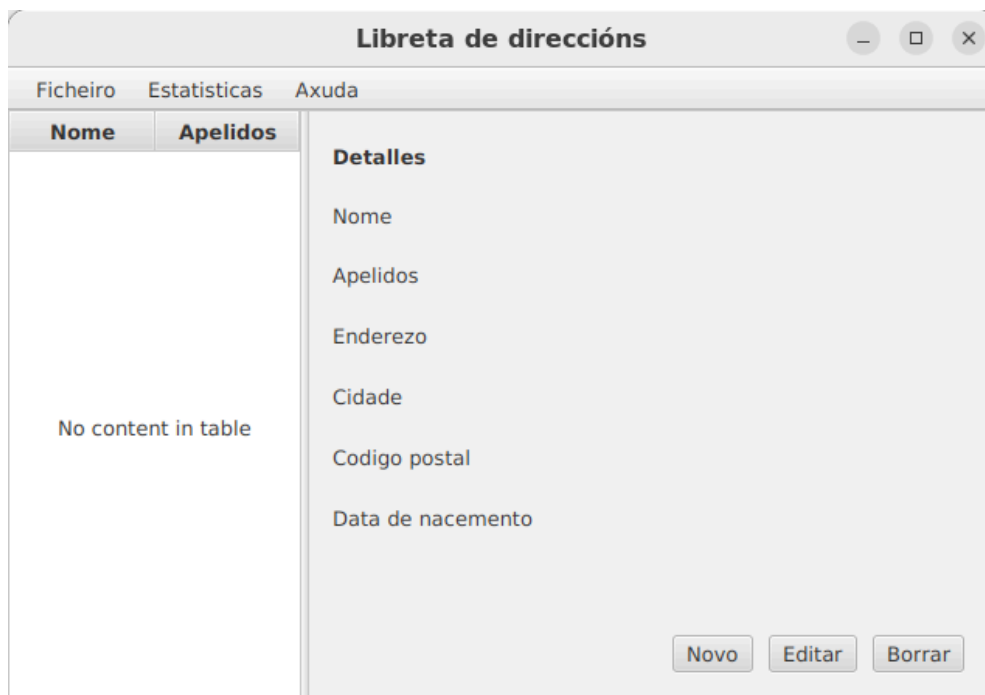 Libreta de direccións
Ficheiro Estatisticas Axuda
Nome Apelidos
No content in table
Detalles
Nome
Apelidos
Enderezo
Cidade
Codigo postal
Data de nacemento
Novo Editar Borrar